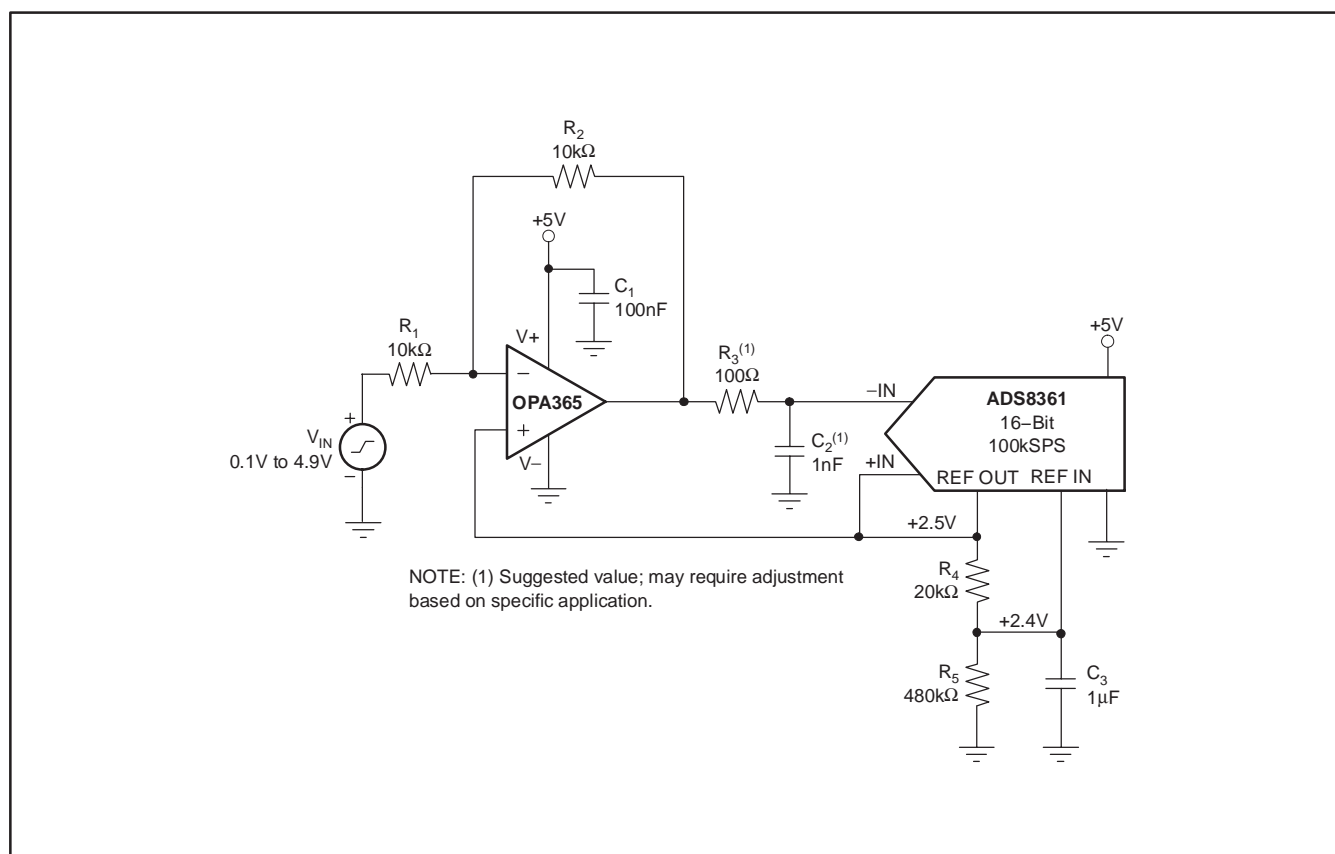 R2
10kΩ
+5V
C1
100nF
R1
10kΩ
V+
−
OPA365
+
V−
+
VIN
0.1V to 4.9V
−
R3(1)
100Ω
C2(1)
1nF
−IN
+IN
+5V
ADS8361
16−Bit
100kSPS
REF OUT REF IN
+2.5V
R4
20kΩ
+2.4V
R5
480kΩ
C3
1μF
NOTE: (1) Suggested value; may require adjustment
based on specific application.